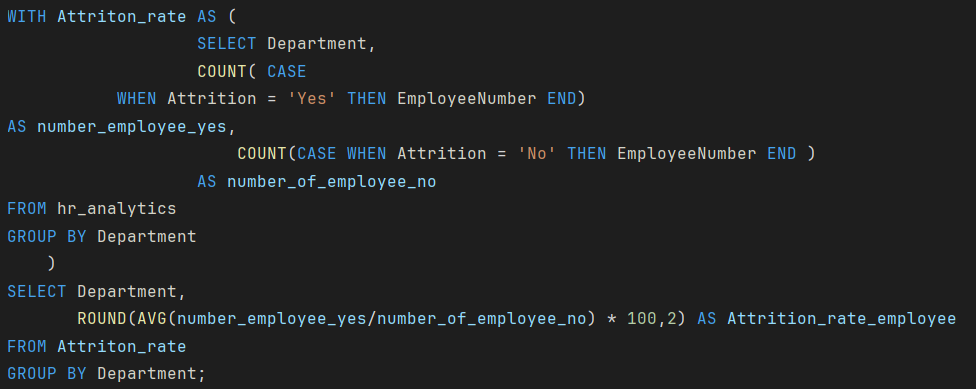 WITH Attriton_rate AS (
SELECT Department,
COUNT( CASE
WHEN Attrition = 'Yes' THEN EmployeeNumber END)
AS number_employee_yes,
COUNT(CASE WHEN Attrition = 'No' THEN EmployeeNumber END )
AS number_of_employee_no
FROM hr_analytics
GROUP BY Department
)
SELECT Department,
ROUND(AVG(number_employee_yes/number_of_employee_no) * 100,2) AS Attrition_rate_employee
FROM Attriton_rate
GROUP BY Department;